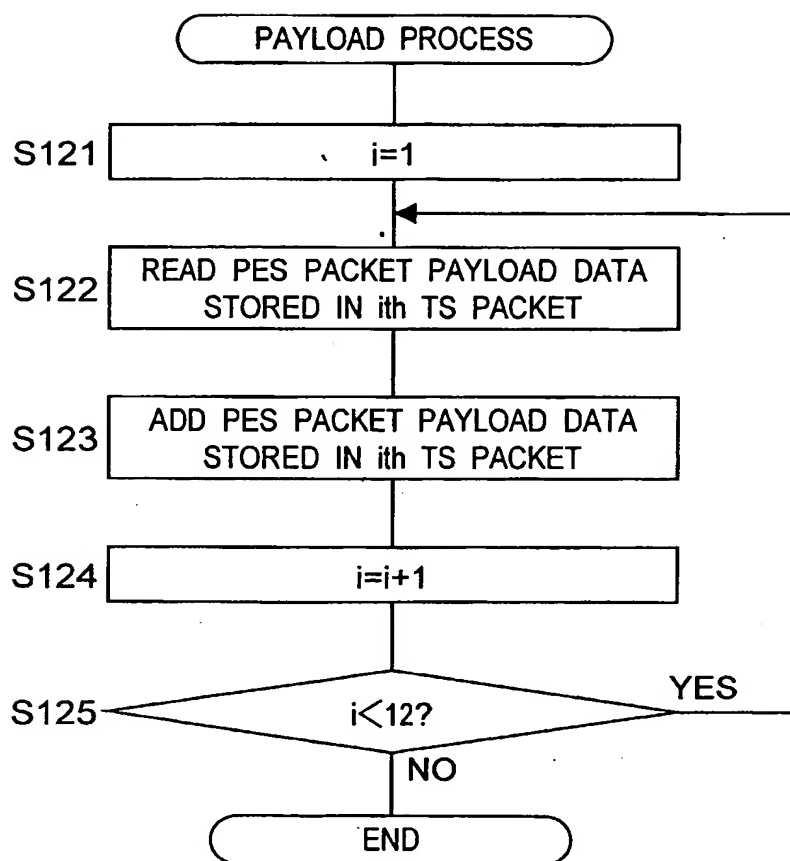 PAYLOAD PROCESS
S121
i=1
S122
READ PES PACKET PAYLOAD DATA
STORED IN ith TS PACKET
S123
ADD PES PACKET PAYLOAD DATA
STORED IN ith TS PACKET
S124
i=i+1
S125
i<12?
YES
NO
END